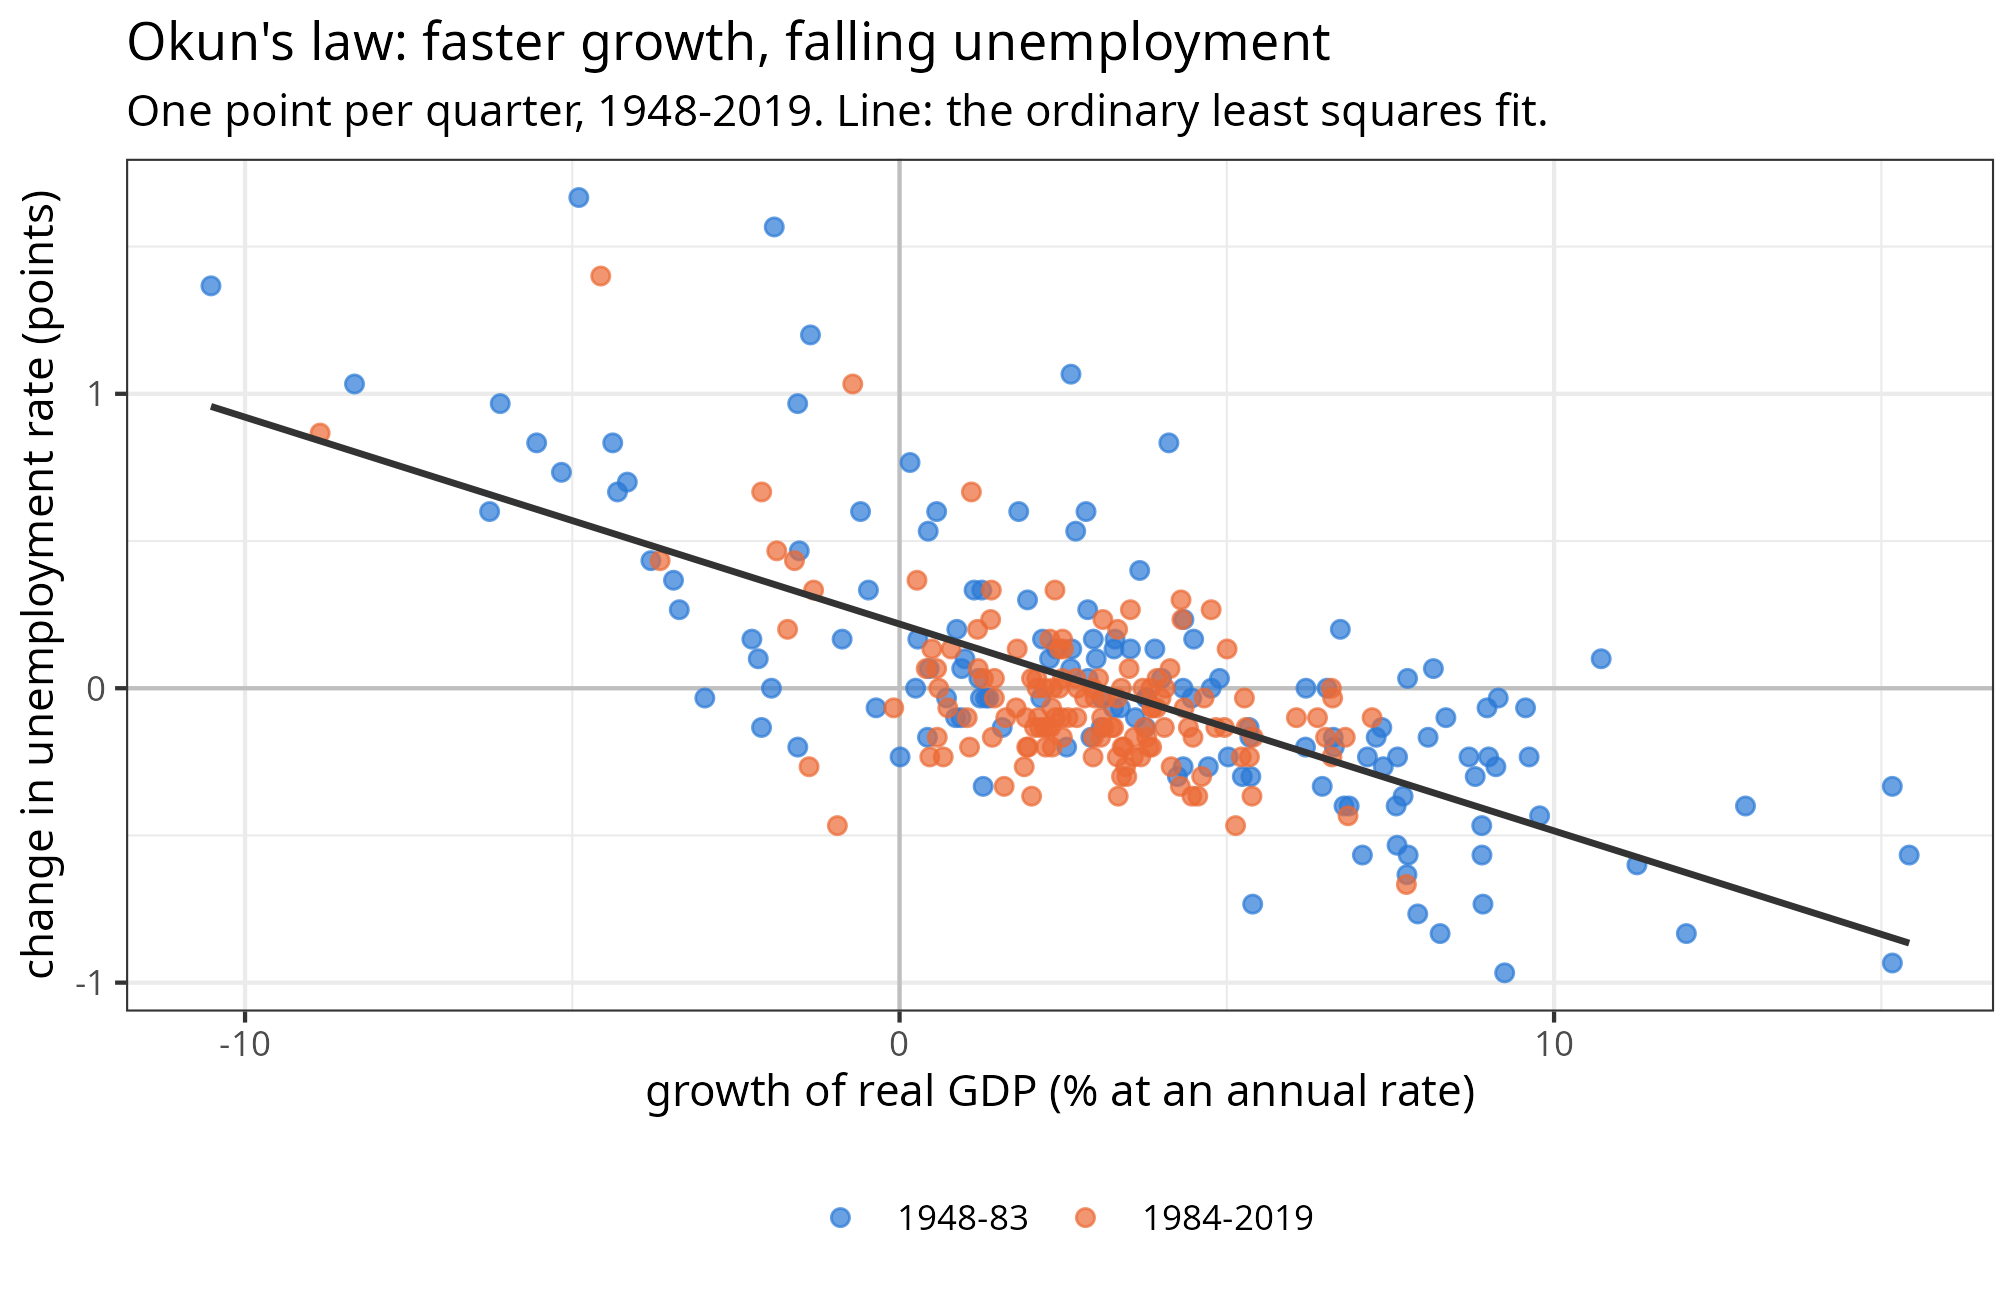 Okun's law: faster growth, falling unemployment
One point per quarter, 1948-2019. Line: the ordinary least squares fit.
change in unemployment rate (points)
1
0
-1
-10
0
10
growth of real GDP (% at an annual rate)
1948-83
1984-2019